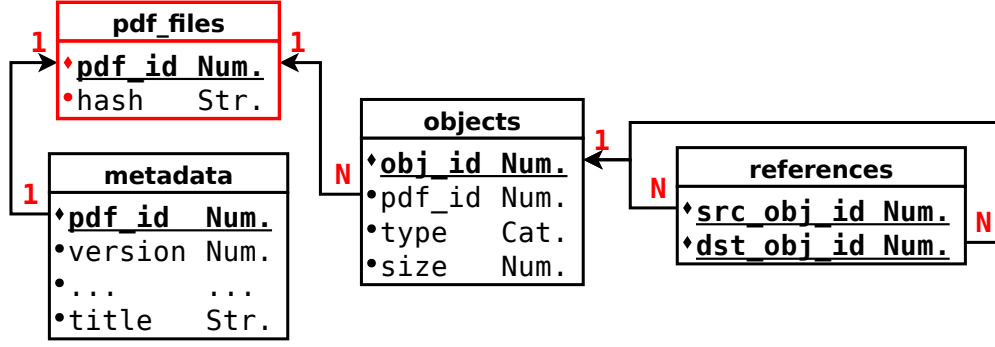 pdf_files
1
1
pdf_id Num.
hash Str.
metadata
1
pdf_id Num.
version Num.
... ...
title Str.
objects
N
1
obj_id Num.
pdf_id Num.
type Cat.
size Num.
references
N
N
src_obj_id Num.
dst_obj_id Num.